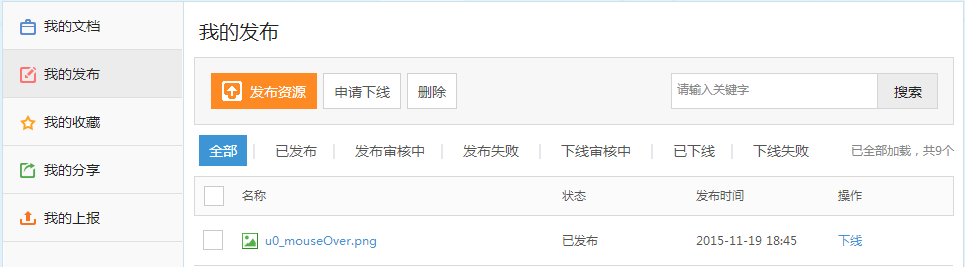 我的文档
我的发布
我的收藏
我的分享
我的上报
我的发布
发布资源 申请下线 删除 请输入关键字 搜索
全部 已发布 发布审核中 发布失败 下线审核中 已下线 下线失败 已全部加载，共9个
名称 状态 发布时间 操作
u0_mouseOver.png 已发布 2015-11-19 18:45 下线